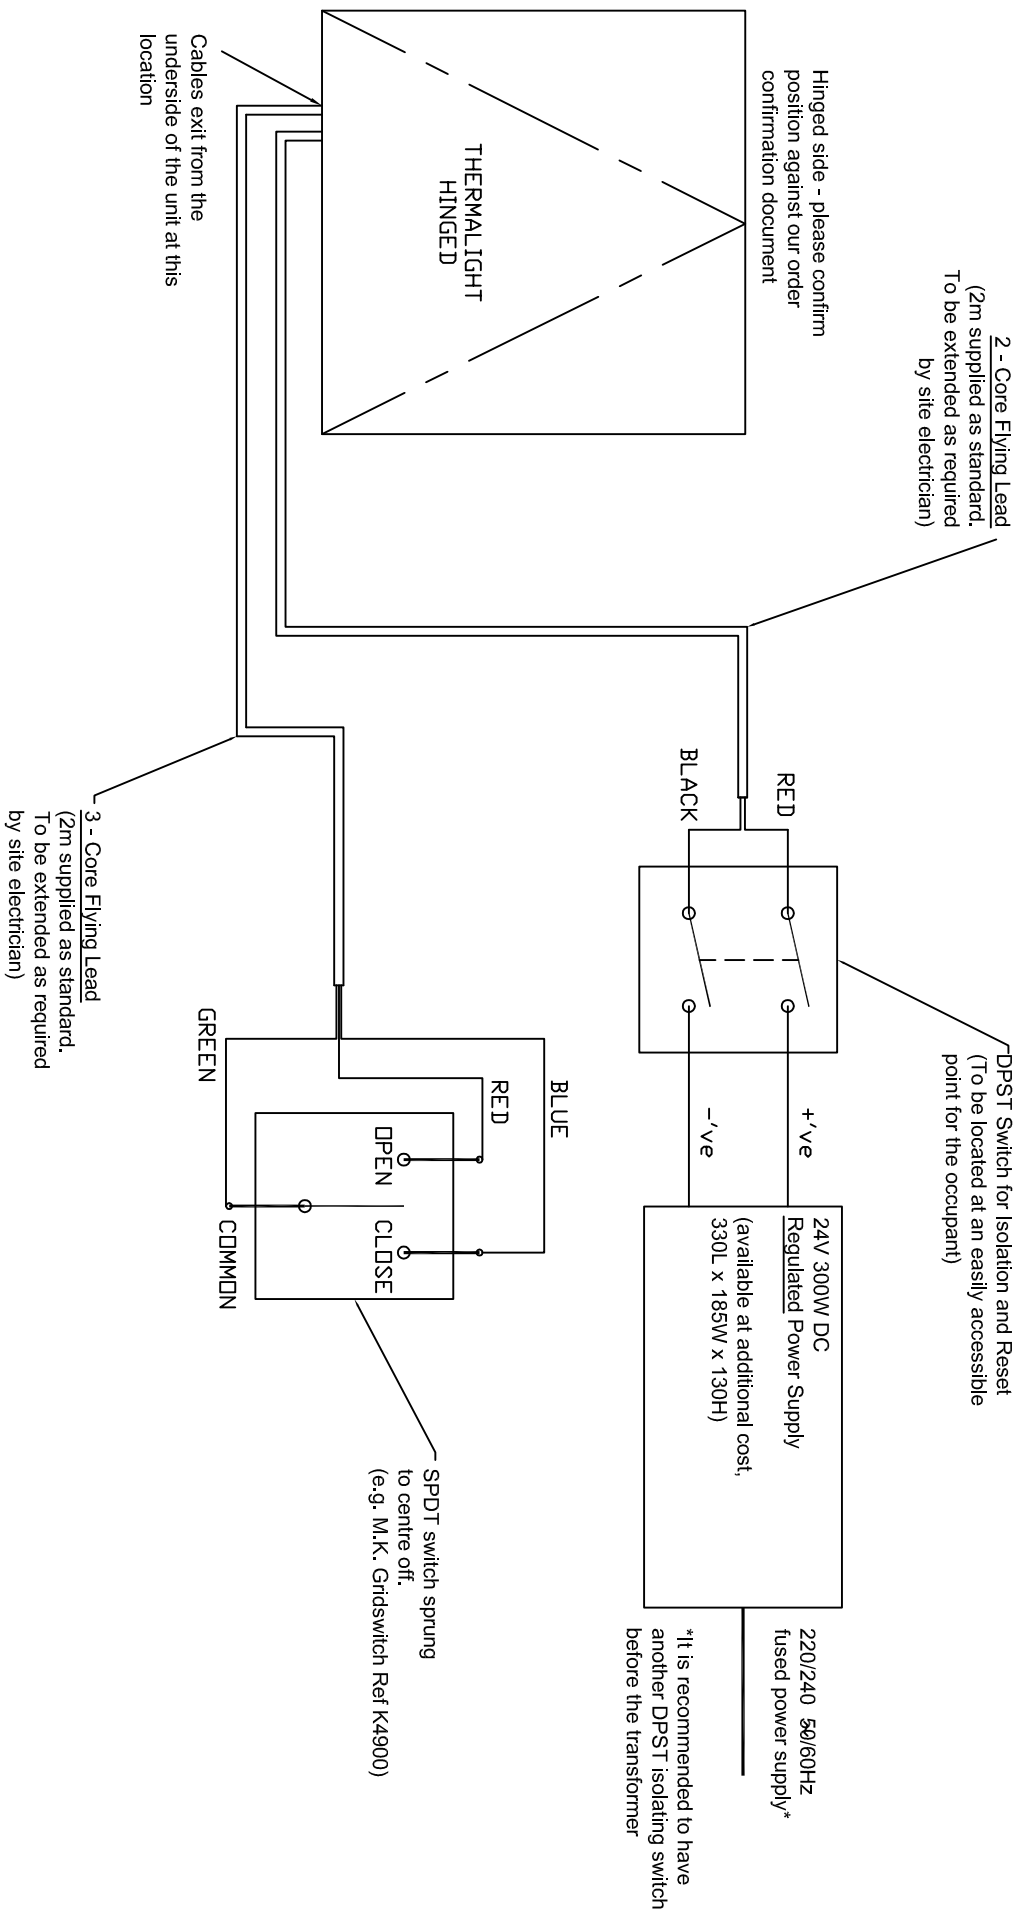 Hinged side - please confirm
position against our order
confirmation document
THERMALIGHT
HINGED
Cables exit from the
underside of the unit at this
location
2 - Core Flying Lead
(2m supplied as standard.
To be extended as required
by site electrician)
RED
BLACK
DPST Switch for Isolation and Reset
(To be located at an easily accessible
point for the occupant)
+'ve
-'ve
24V 300W DC
Regulated Power Supply
(available at additional cost,
330L x 185W x 130H)
220/240 50/60Hz
fused power supply*
*It is recommended to have
another DPST isolating switch
before the transformer
3 - Core Flying Lead
(2m supplied as standard.
To be extended as required
by site electrician)
BLUE
RED
GREEN
OPEN
CLOSE
COMMON
SPDT switch sprung
to centre off.
(e.g. M.K. Gridswitch Ref K4900)